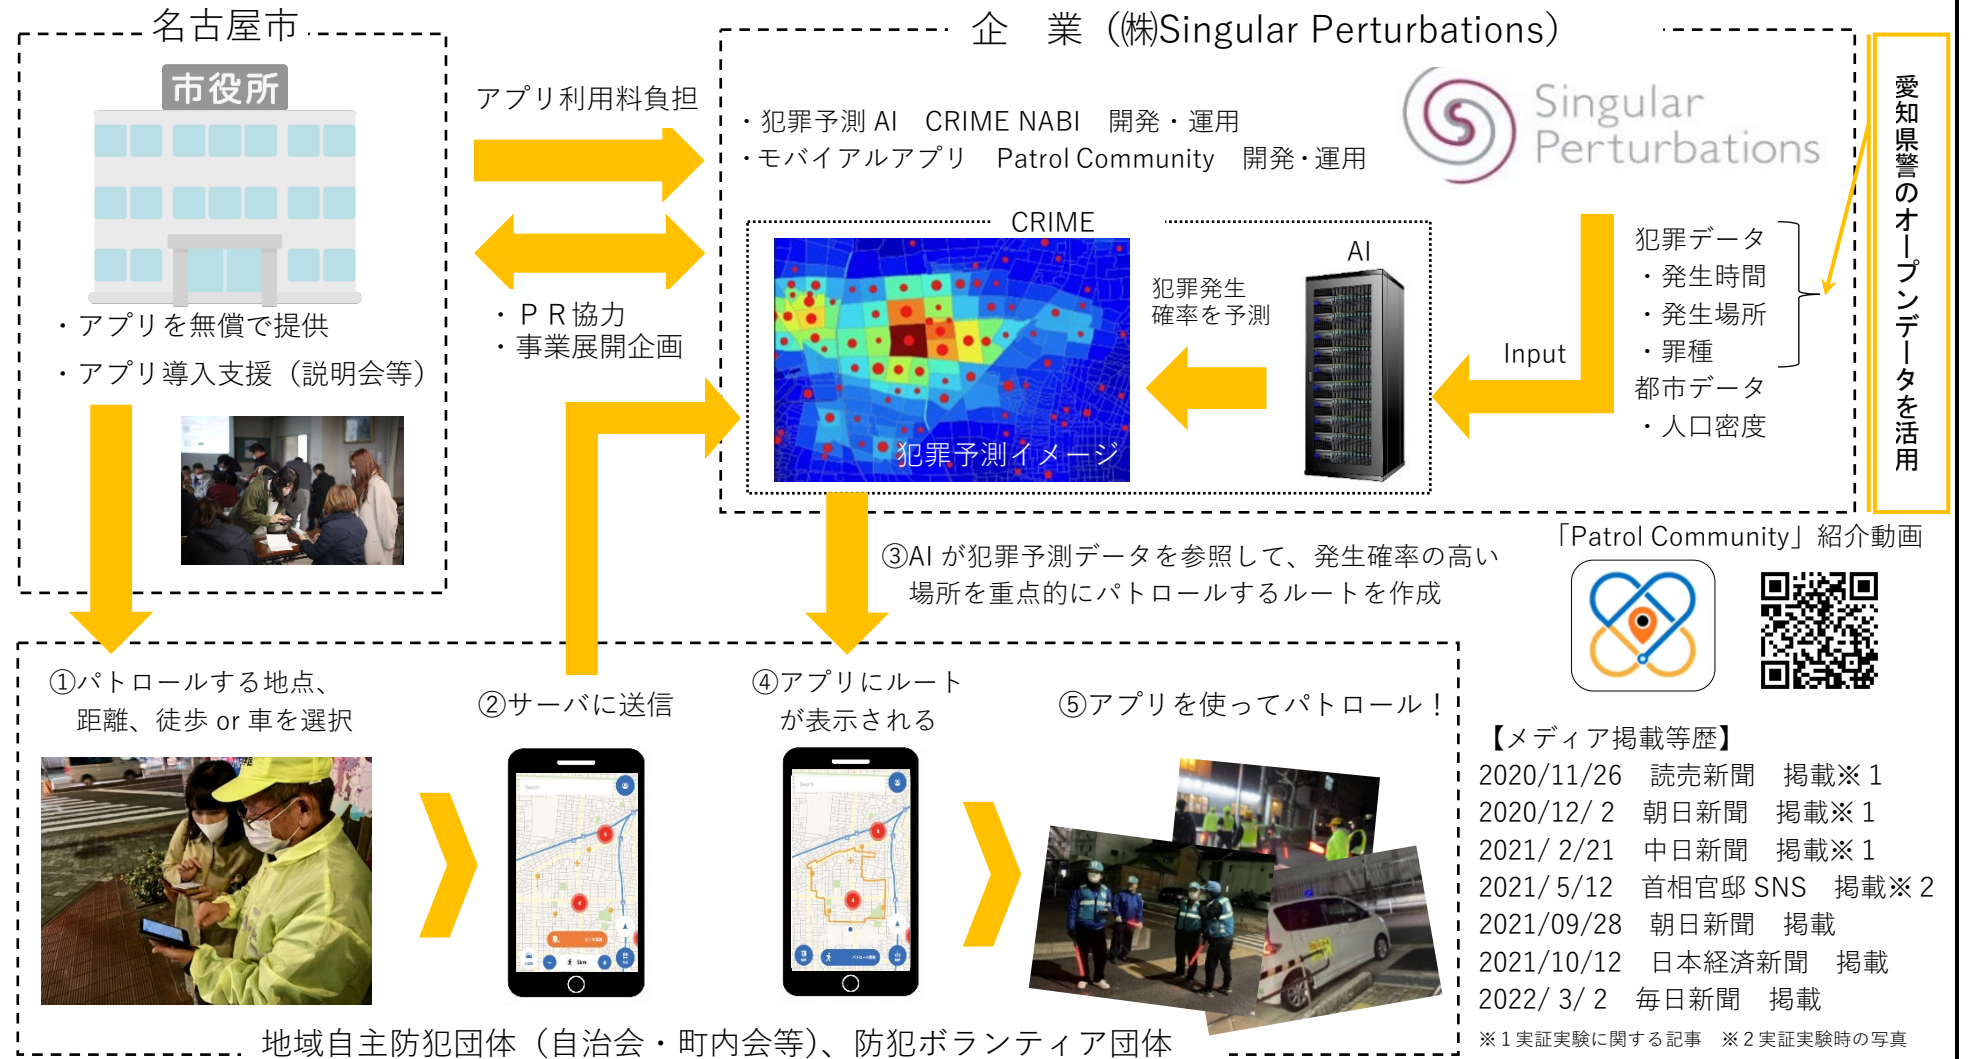 名古屋市
市役所
・アプリを無償で提供
・アプリ導入支援（説明会等）
アプリ利用料負担
・ＰＲ協力
・事業展開企画
企　業（㈱Singular Perturbations）
・犯罪予測 AI　CRIME NABI　開発・運用
・モバイアルアプリ　Patrol Community　開発・運用
Singular
Perturbations
CRIME
犯罪予測イメージ
犯罪発生
確率を予測
AI
Input
犯罪データ
・発生時間
・発生場所
・罪種
都市データ
・人口密度
愛知県警のオープンデータを活用
③AI が犯罪予測データを参照して、発生確率の高い
場所を重点的にパトロールするルートを作成
「Patrol Community」紹介動画
①パトロールする地点、
距離、徒歩 or 車を選択
②サーバに送信
④アプリにルート
が表示される
⑤アプリを使ってパトロール！
Search
5km
Search
地域自主防犯団体（自治会・町内会等）、防犯ボランティア団体
【メディア掲載等歴】
2020/11/26　読売新聞　掲載※１
2020/12/ 2　朝日新聞　掲載※１
2021/ 2/21　中日新聞　掲載※１
2021/ 5/12　首相官邸 SNS　掲載※２
2021/09/28　朝日新聞　掲載
2021/10/12　日本経済新聞　掲載
2022/ 3/ 2　毎日新聞　掲載
※１実証実験に関する記事　※２実証実験時の写真